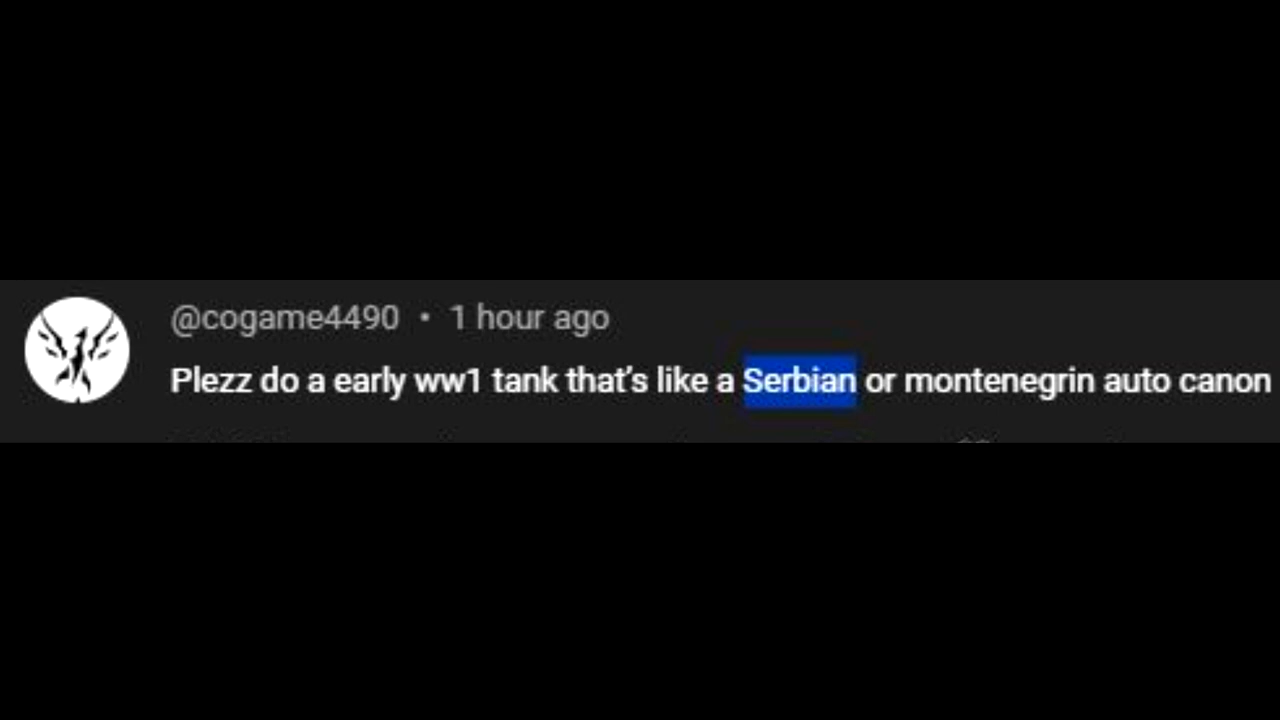 @cogame4490 • 1 hour ago
Plezz do a early ww1 tank that's like a Serbian or montenegrin auto canon